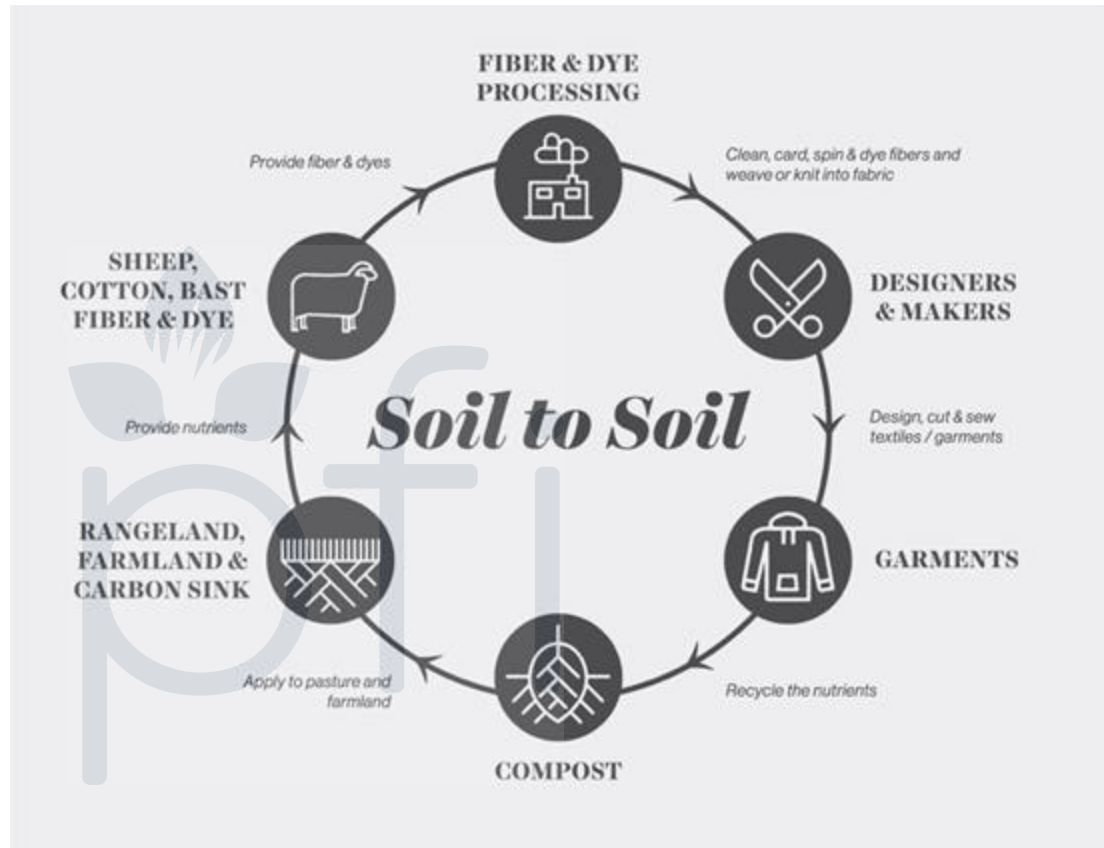 FIBER & DYE
PROCESSING
Provide fiber & dyes
Clean, card, spin & dye fibers and
weave or knit into fabric
SHEEP,
COTTON, BAST
FIBER & DYE
DESIGNERS
& MAKERS
Soil to Soil
Provide nutrients
Design, cut & sew
textiles / garments
RANGELAND,
FARMLAND &
CARBON SINK
GARMENTS
Apply to pasture and
farmland
Recycle the nutrients
COMPOST
pfi